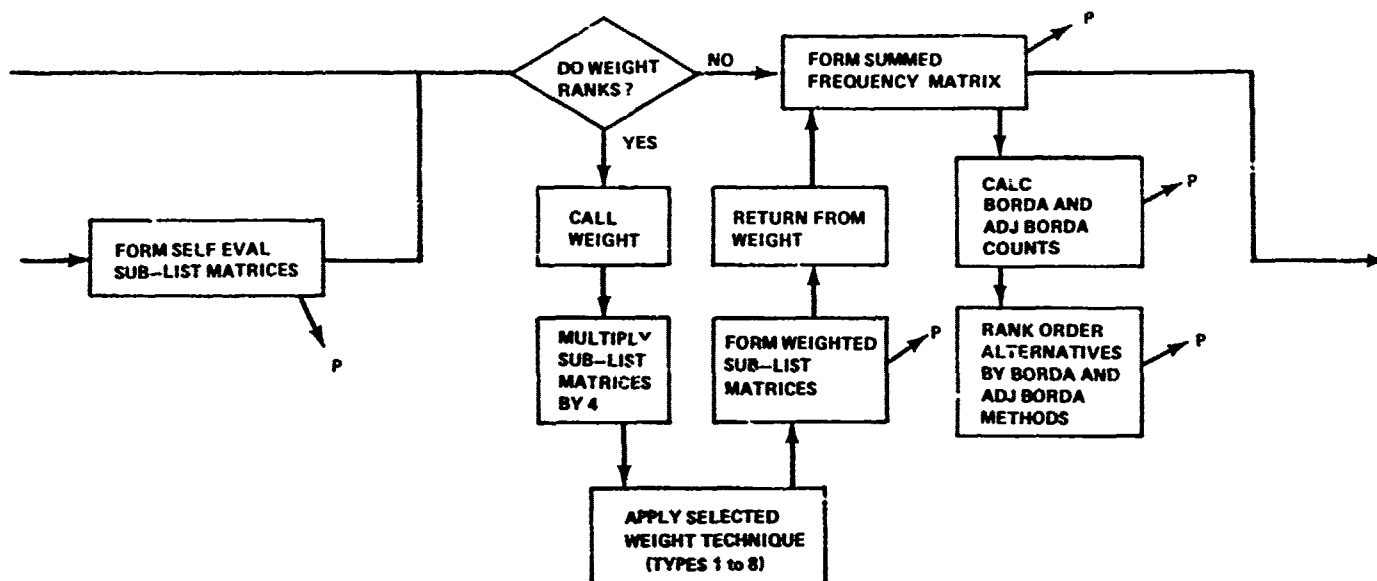 P
DO WEIGHT
RANKS?
NO
FORM SUMMED
FREQUENCY MATRIX
YES
CALL
WEIGHT
RETURN FROM
WEIGHT
CALC
BORDA AND
ADJ BORDA
COUNTS
P
FORM SELF EVAL
SUB-LIST MATRICES
P
MULTIPLY
SUB-LIST
MATRICES
BY 4
FORM WEIGHTED
SUB-LIST
MATRICES
P
RANK ORDER
ALTERNATIVES
BY BORDA AND
ADJ BORDA
METHODS
P
APPLY SELECTED
WEIGHT TECHNIQUE
(TYPES 1 to 8)